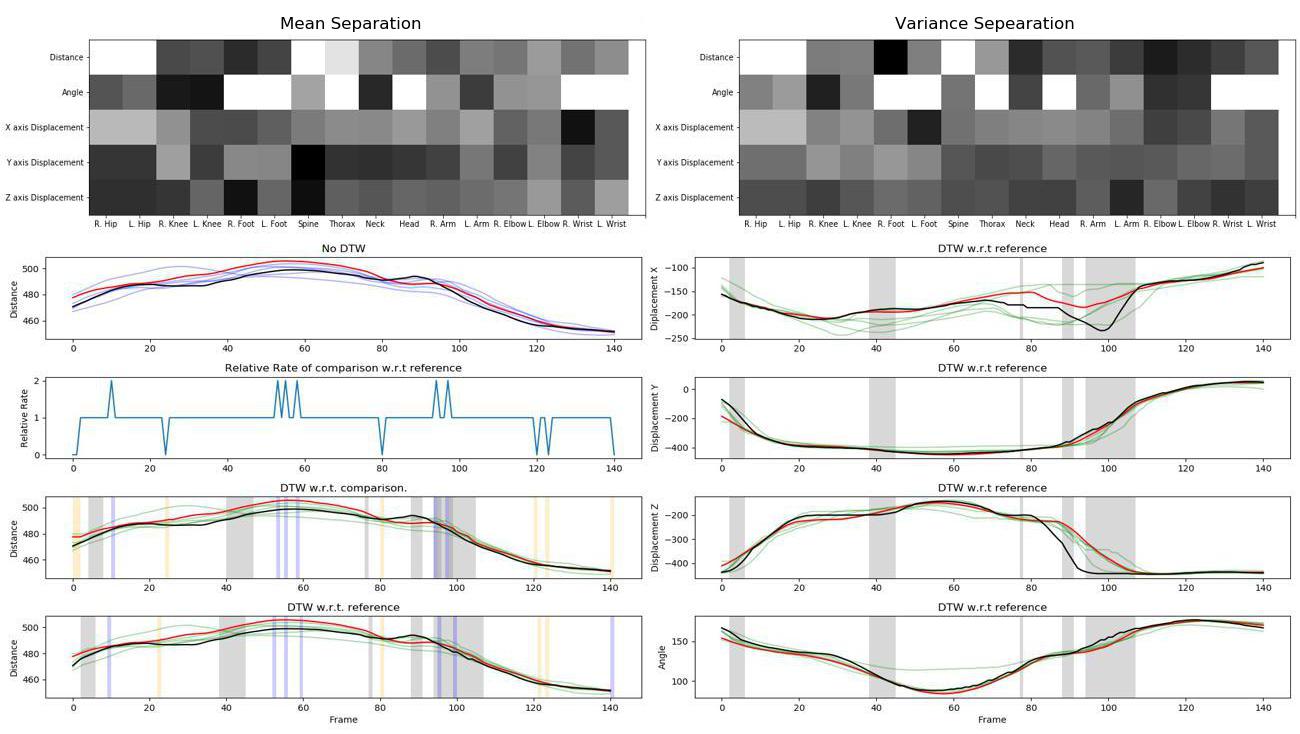 Mean Separation
Distance
Angle
X axis Displacement
Y axis Displacement
Z axis Displacement
R. Hip L. Hip R. Knee L. Knee R. Foot L. Foot Spine Thorax Neck Head R. Arm L. Arm R. Elbow L. Elbow R. Wrist L. Wrist
Variance Sepearation
Distance
Angle
X axis Displacement
Y axis Displacement
Z axis Displacement
R. Hip L. Hip R. Knee L. Knee R. Foot L. Foot Spine Thorax Neck Head R. Arm L. Arm R. Elbow L. Elbow R. Wrist L. Wrist
No DTW
Distance
500
480
460
0 20 40 60 80 100 120 140
Relative Rate of comparison w.r.t reference
Relative Rate
2
1
0
0 20 40 60 80 100 120 140
DTW w.r.t. comparison.
Distance
500
480
460
0 20 40 60 80 100 120 140
DTW w.r.t. reference
Distance
500
480
460
0 20 40 60 80 100 120 140
Frame
DTW w.r.t reference
Displacement X
−100
−150
−200
−250
0 20 40 60 80 100 120 140
DTW w.r.t reference
Displacement Y
0
−200
−400
0 20 40 60 80 100 120 140
DTW w.r.t reference
Displacement Z
−200
−300
−400
0 20 40 60 80 100 120 140
DTW w.r.t reference
Angle
150
100
0 20 40 60 80 100 120 140
Frame